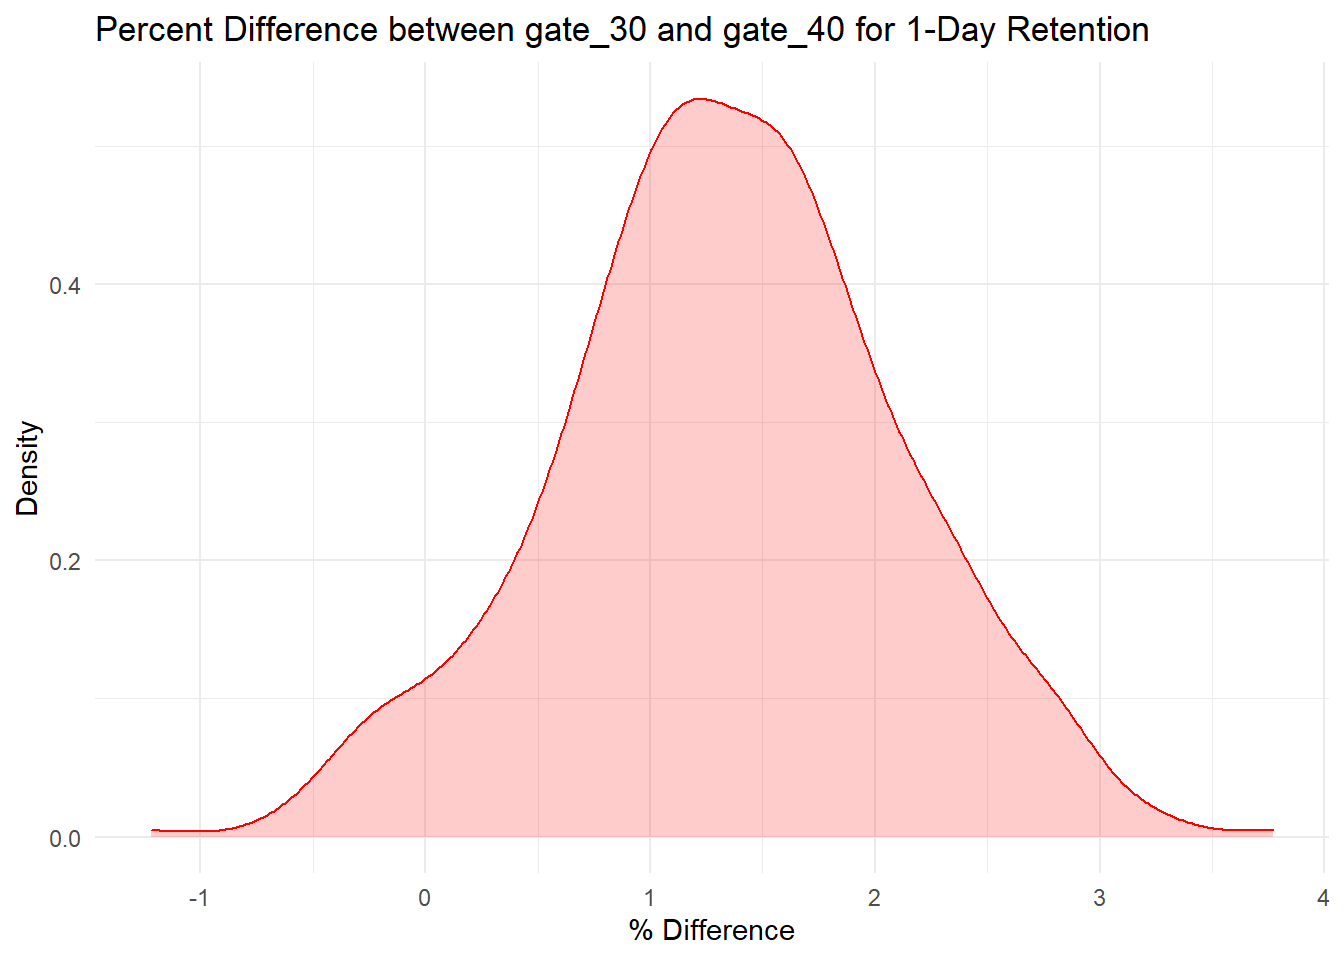 Percent Difference between gate_30 and gate_40 for 1-Day Retention
Density
0.4
0.2
0.0
-1 0 1 2 3 4
% Difference